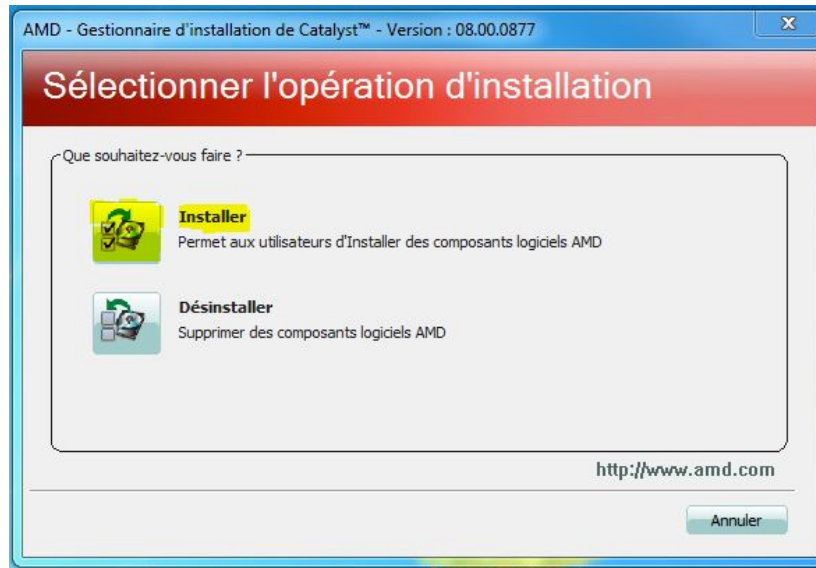 AMD - Gestionnaire d'installation de Catalyst™ - Version : 08.00.0877
Sélectionner l'opération d'installation
Que souhaitez-vous faire ?
Installer
Permet aux utilisateurs d'Installer des composants logiciels AMD
Désinstaller
Supprimer des composants logiciels AMD
http://www.amd.com
Annuler